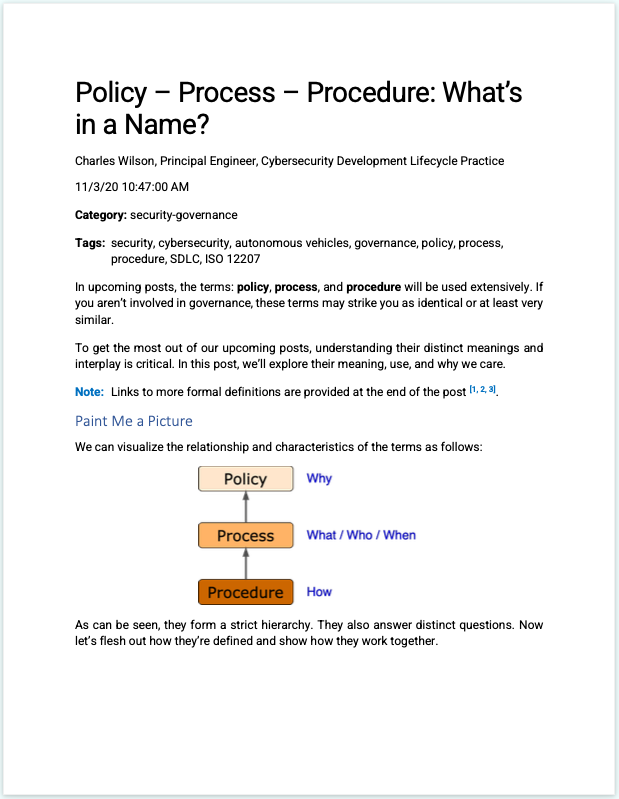 Policy – Process – Procedure: What’s
in a Name?
Charles Wilson, Principal Engineer, Cybersecurity Development Lifecycle Practice
11/3/20 10:47:00 AM
Category: security-governance
Tags: security, cybersecurity, autonomous vehicles, governance, policy, process,
procedure, SDLC, ISO 12207
In upcoming posts, the terms: policy, process, and procedure will be used extensively. If
you aren’t involved in governance, these terms may strike you as identical or at least very
similar.
To get the most out of our upcoming posts, understanding their distinct meanings and
interplay is critical. In this post, we’ll explore their meaning, use, and why we care.
Note: Links to more formal definitions are provided at the end of the post [1, 2, 3].
Paint Me a Picture
We can visualize the relationship and characteristics of the terms as follows:
Policy Why
Process What / Who / When
Procedure How
As can be seen, they form a strict hierarchy. They also answer distinct questions. Now
let’s flesh out how they’re defined and show how they work together.